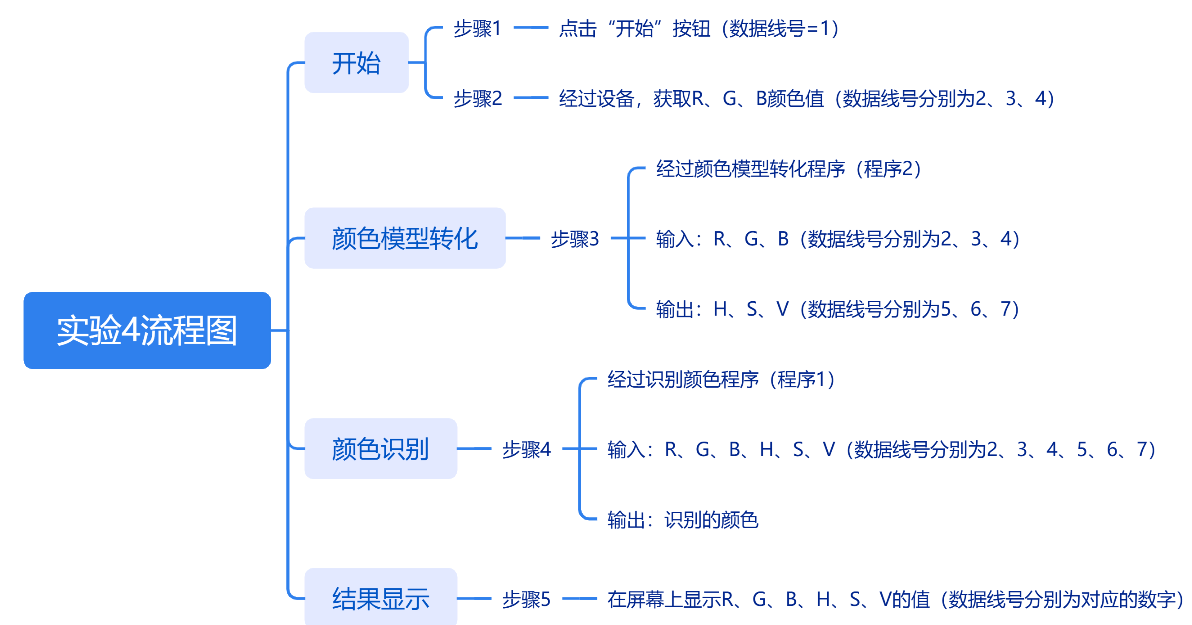 实验4流程图
开始
步骤1
点击“开始”按钮（数据线号=1）
步骤2
经过设备，获取R、G、B颜色值（数据线号分别为2、3、4）
颜色模型转化
步骤3
经过颜色模型转化程序（程序2）
输入：R、G、B（数据线号分别为2、3、4）
输出：H、S、V（数据线号分别为5、6、7）
颜色识别
步骤4
经过识别颜色程序（程序1）
输入：R、G、B、H、S、V（数据线号分别为2、3、4、5、6、7）
输出：识别的颜色
结果显示
步骤5
在屏幕上显示R、G、B、H、S、V的值（数据线号分别为对应的数字）